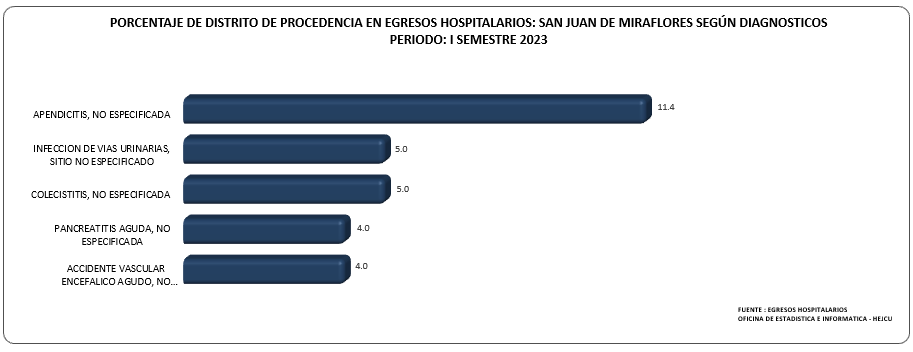 PORCENTAJE DE DISTRITO DE PROCEDENCIA EN EGRESOS HOSPITALARIOS: SAN JUAN DE MIRAFLORES SEGÚN DIAGNOSTICOS
PERIODO: I SEMESTRE 2023
APENDICITIS, NO ESPECIFICADA
11.4
INFECCION DE VIAS URINARIAS,
SITIO NO ESPECIFICADO
5.0
COLECISTITIS, NO ESPECIFICADA
5.0
PANCREATITIS AGUDA, NO
ESPECIFICADA
4.0
ACCIDENTE VASCULAR
ENCEFALICO AGUDO, NO...
4.0
FUENTE : EGRESOS HOSPITALARIOS
OFICINA DE ESTADISTICA E INFORMATICA - HEJCU